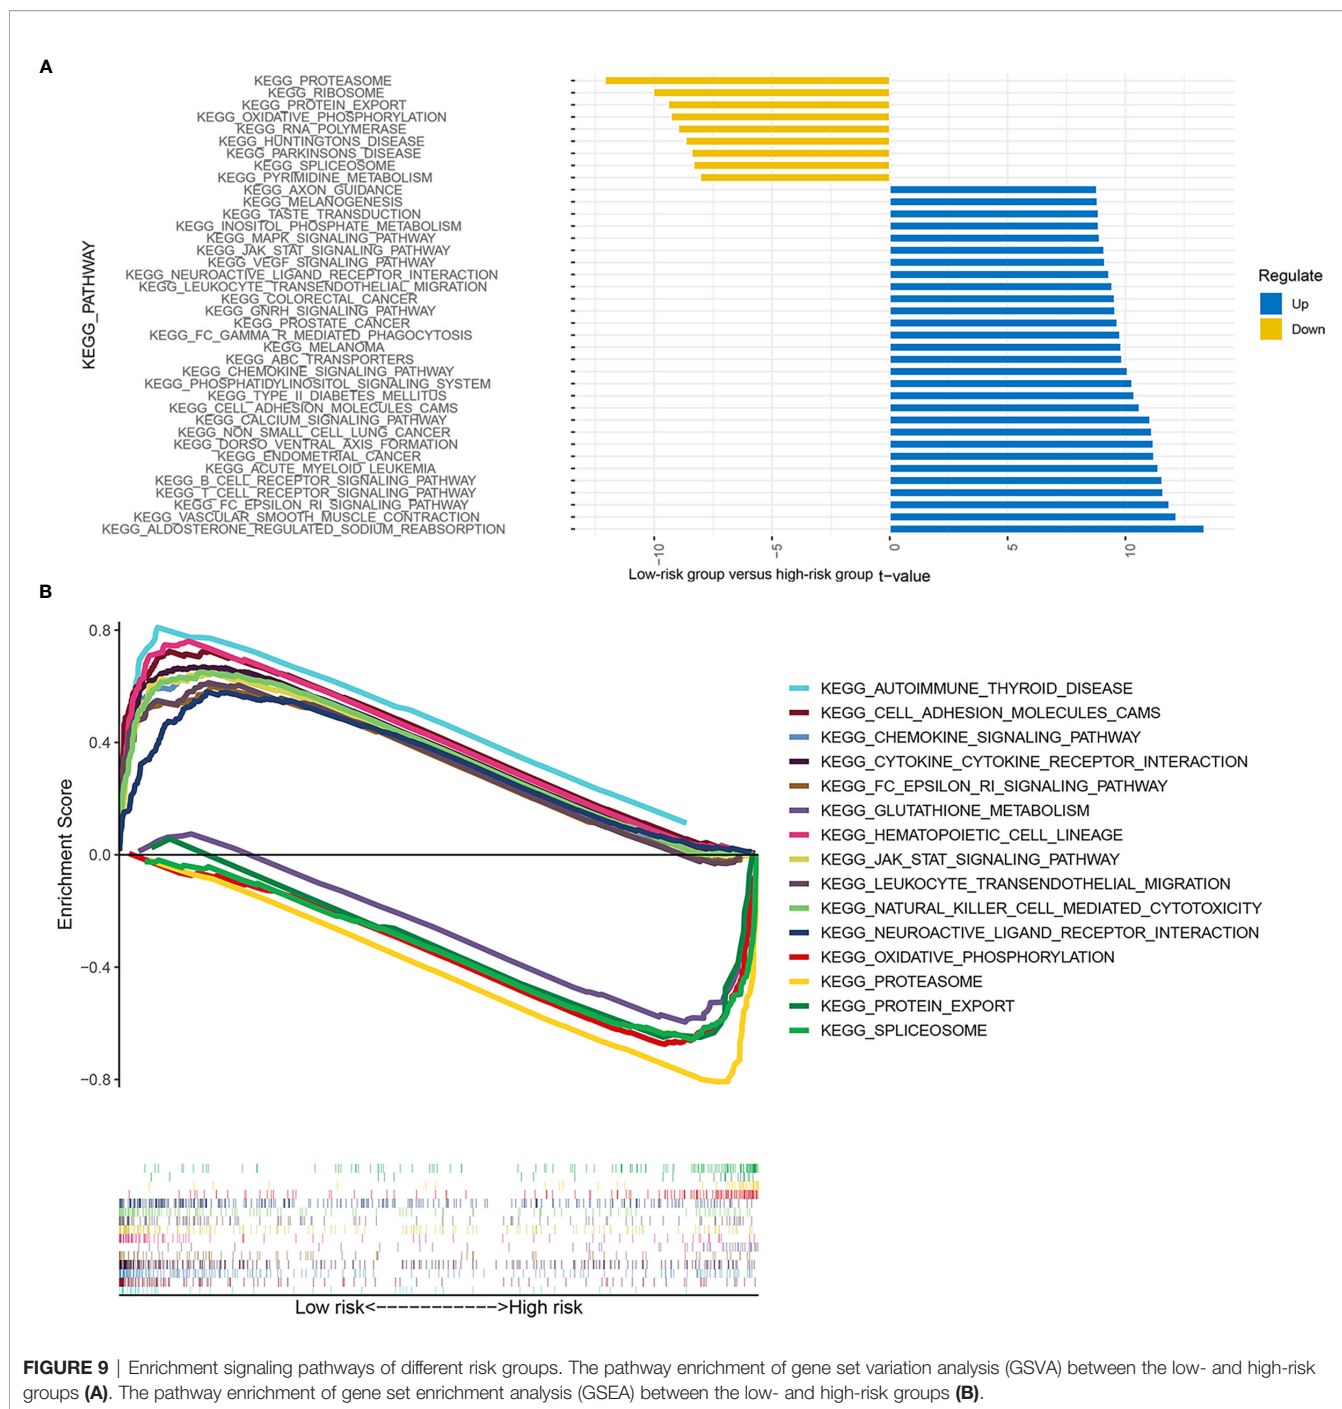 A
KEGG_PROTEASOME
KEGG_RIBOSOME
KEGG_PROTEIN_EXPORT
KEGG_OXIDATIVE_PHOSPHORYLATION
KEGG_RNA_POLYMERASE
KEGG_HUNTINGTONS_DISEASE
KEGG_PARKINSONS_DISEASE
KEGG_SPLICEOSOME
KEGG_PYRIMIDINE_METABOLISM
KEGG_AXON_GUIDANCE
KEGG_MELANOGENESIS
KEGG_TASTE_TRANSDUCTION
KEGG_INOSITOL_PHOSPHATE_METABOLISM
KEGG_MAPK_SIGNALING_PATHWAY
KEGG_JAK_STAT_SIGNALING_PATHWAY
KEGG_VEGF_SIGNALING_PATHWAY
KEGG_NEUROACTIVE_LIGAND_RECEPTOR_INTERACTION
KEGG_LEUKOCYTE_TRANSENDOTHELIAL_MIGRATION
KEGG_COLORECTAL_CANCER
KEGG_GNRH_SIGNALING_PATHWAY
KEGG_PROSTATE_CANCER
KEGG_FC_GAMMA_R_MEDIATED_PHAGOCYTOSIS
KEGG_MELANOMA
KEGG_ABC_TRANSPORTERS
KEGG_CHEMOKINE_SIGNALING_PATHWAY
KEGG_PHOSPHATIDYLINOSITOL_SIGNALING_SYSTEM
KEGG_TYPE_II_DIABETES_MELLITUS
KEGG_CELL_ADHESION_MOLECULES_CAMS
KEGG_CALCIUM_SIGNALING_PATHWAY
KEGG_NON_SMALL_CELL_LUNG_CANCER
KEGG_DORSO_VENTRAL_AXIS_FORMATION
KEGG_ENDOMETRIAL_CANCER
KEGG_ACUTE_MYELOID_LEUKEMIA
KEGG_B_CELL_RECEPTOR_SIGNALING_PATHWAY
KEGG_T_CELL_RECEPTOR_SIGNALING_PATHWAY
KEGG_FC_EPSILON_RI_SIGNALING_PATHWAY
KEGG_VASCULAR_SMOOTH_MUSCLE_CONTRACTION
KEGG_ALDOSTERONE_REGULATED_SODIUM_REABSORPTION
KEGG_PATHWAY
−10 −5 0 5 10
Low-risk group versus high-risk group t−value
Regulate
Up
Down
B
Enrichment Score
0.8
0.4
0.0
−0.4
−0.8
KEGG_AUTOIMMUNE_THYROID_DISEASE
KEGG_CELL_ADHESION_MOLECULES_CAMS
KEGG_CHEMOKINE_SIGNALING_PATHWAY
KEGG_CYTOKINE_CYTOKINE_RECEPTOR_INTERACTION
KEGG_FC_EPSILON_RI_SIGNALING_PATHWAY
KEGG_GLUTATHIONE_METABOLISM
KEGG_HEMATOPOIETIC_CELL_LINEAGE
KEGG_JAK_STAT_SIGNALING_PATHWAY
KEGG_LEUKOCYTE_TRANSENDOTHELIAL_MIGRATION
KEGG_NATURAL_KILLER_CELL_MEDIATED_CYTOTOXICITY
KEGG_NEUROACTIVE_LIGAND_RECEPTOR_INTERACTION
KEGG_OXIDATIVE_PHOSPHORYLATION
KEGG_PROTEASOME
KEGG_PROTEIN_EXPORT
KEGG_SPLICEOSOME
Low risk<−−−−−−−−−−−−>High risk
FIGURE 9 | Enrichment signaling pathways of different risk groups. The pathway enrichment of gene set variation analysis (GSVA) between the low- and high-risk
groups (A). The pathway enrichment of gene set enrichment analysis (GSEA) between the low- and high-risk groups (B).